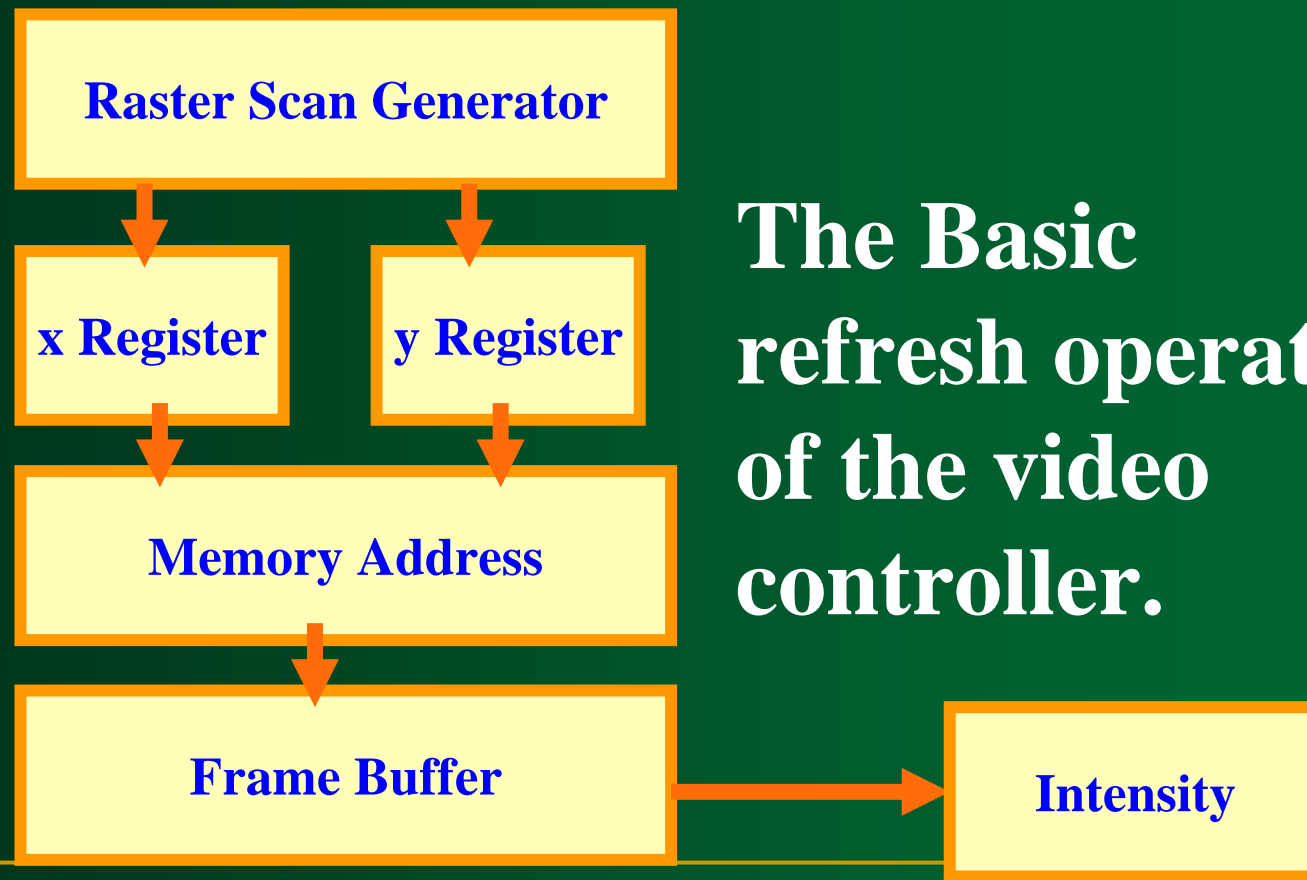 Raster Scan Generator
x Register
y Register
Memory Address
Frame Buffer
The Basic
refresh operat
of the video
controller.
Intensity